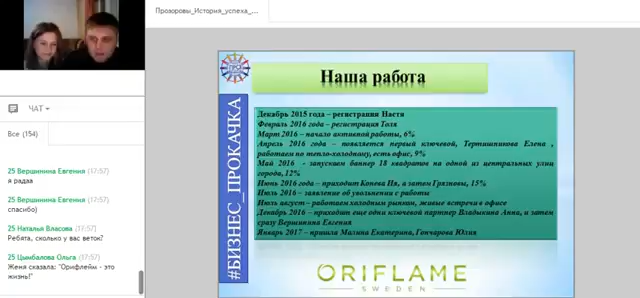 Прозоровы_История_успеха_...
ЧАТ
Все (154)
25 Вершинина Евгения (17:57)
я радаа
25 Вершинина Евгения (17:57)
спасибо)
25 Наталья Власова (17:57)
Ребята, сколько у вас веток?
25 Цымбалова Ольга (17:57)
Женя сказала: "Орифлейм - это
жизнь!"
#БИЗНЕС_ПРОКАЧКА
Наша работа
Декабрь 2015 года – регистрация Настя
Февраль 2016 года – регистрация Толя
Март 2016 – начало активной работы, 6%
Апрель 2016 года – появляется первый ключевой, Тертишникова Елена ,
работаем по тепло-холодному, есть офис, 9%
Май 2016 - запускаем баннер 18 квадратов на одной из центральных улиц
города, 12%
Июнь 2016 года – приходит Конева Ия, и затем Грязновы, 15%
Июль 2016 – заявление об увольнении с работы
Июль август – работаем холодным рынком, живые встречи в офисе
Декабрь 2016 – приходит еще одна ключевой партнер Владыкина Анна, и затем
сразу Вершинина Евгения
Январь 2017 – пришла Малина Екатерина, Гончарова Юлия
ORIFLAME
SWEDEN